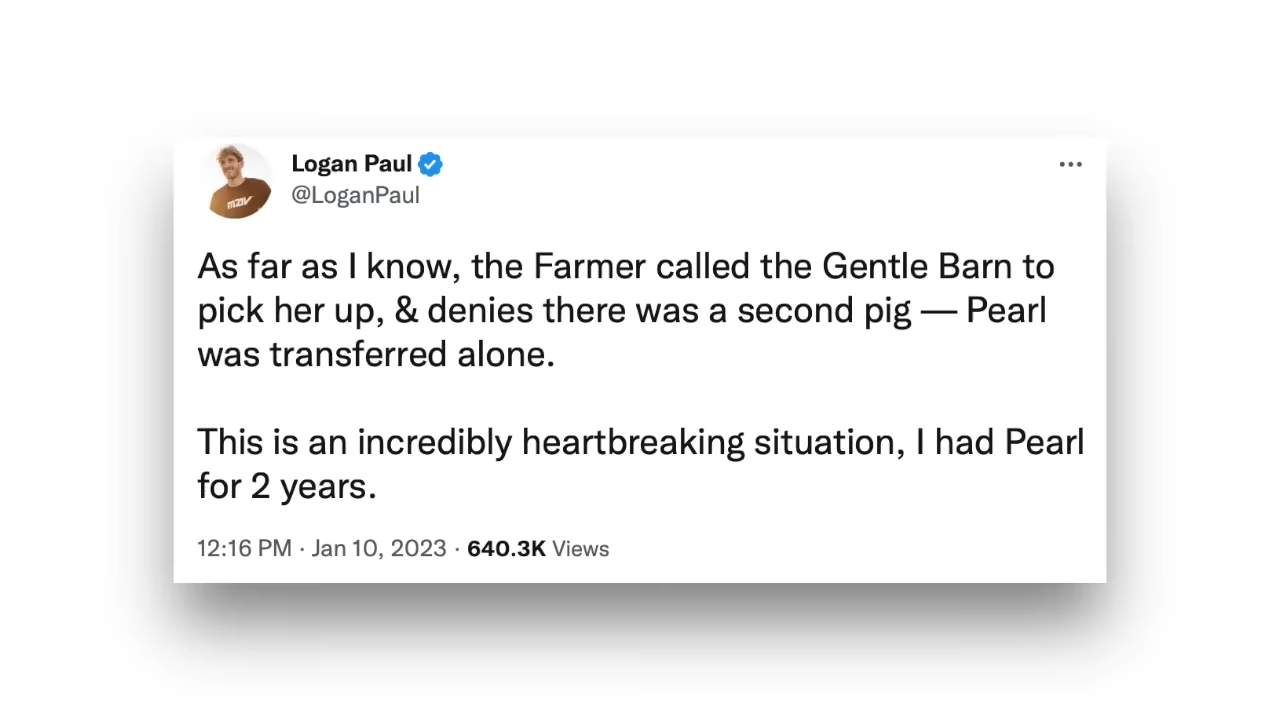 Logan Paul
@LoganPaul
As far as I know, the Farmer called the Gentle Barn to
pick her up, & denies there was a second pig — Pearl
was transferred alone.
This is an incredibly heartbreaking situation, I had Pearl
for 2 years.
12:16 PM · Jan 10, 2023 · 640.3K Views